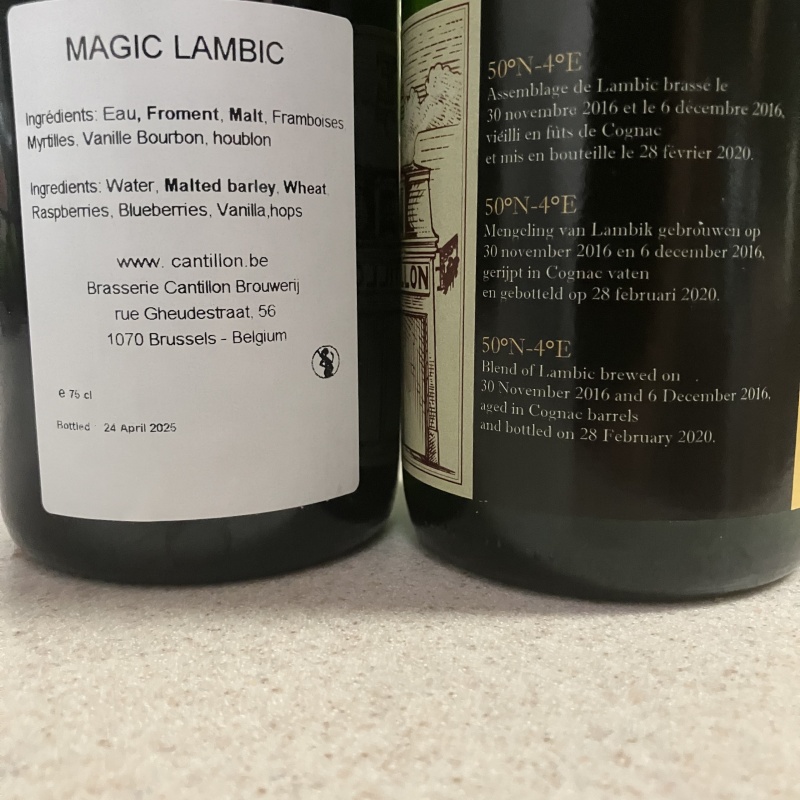 MAGIC LAMBIC
Ingrédients: Eau, Froment, Malt, Framboises
Myrtilles. Vanille Bourbon, houblon
Ingredients: Water, Malted barley, Wheat
Raspberries, Blueberries, Vanilla,hops
www. cantillon.be
Brasserie Cantillon Brouwerij
rue Gheudestraat, 56
1070 Brussels - Belgium
e 75 cl
Bottled : 24 April 2025
LON
50°N-4°E
Assemblage de Lambic brassé le
30 novembre 2016 et le 6 décembre 2016,
vieilli en fûts de Cognac
et mis en bouteille le 28 février 2020.
50°N-4°E
Mengeling van Lambik gebrouwen op
30 november 2016 en 6 december 2016,
gerijpt in Cognac vaten
en gebotteld op 28 februari 2020.
50°N-4°E
Blend of Lambic brewed on
30 November 2016 and 6 December 2016,
aged in Cognac barrels
and bottled on 28 February 2020.